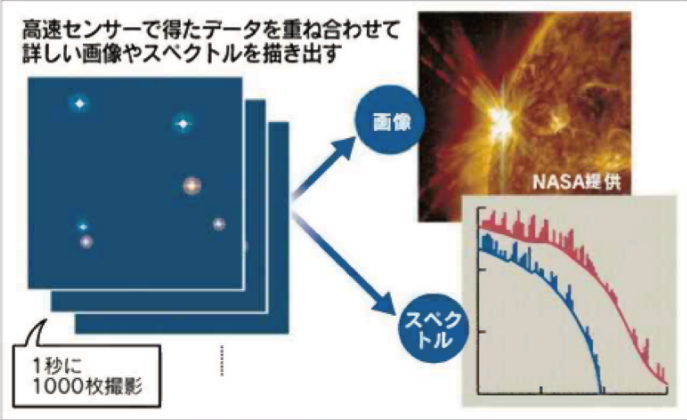 高速センサーで得たデータを重ね合わせて
詳しい画像やスペクトルを描き出す
画像
NASA提供
スペク
トル
1秒に
1000枚撮影